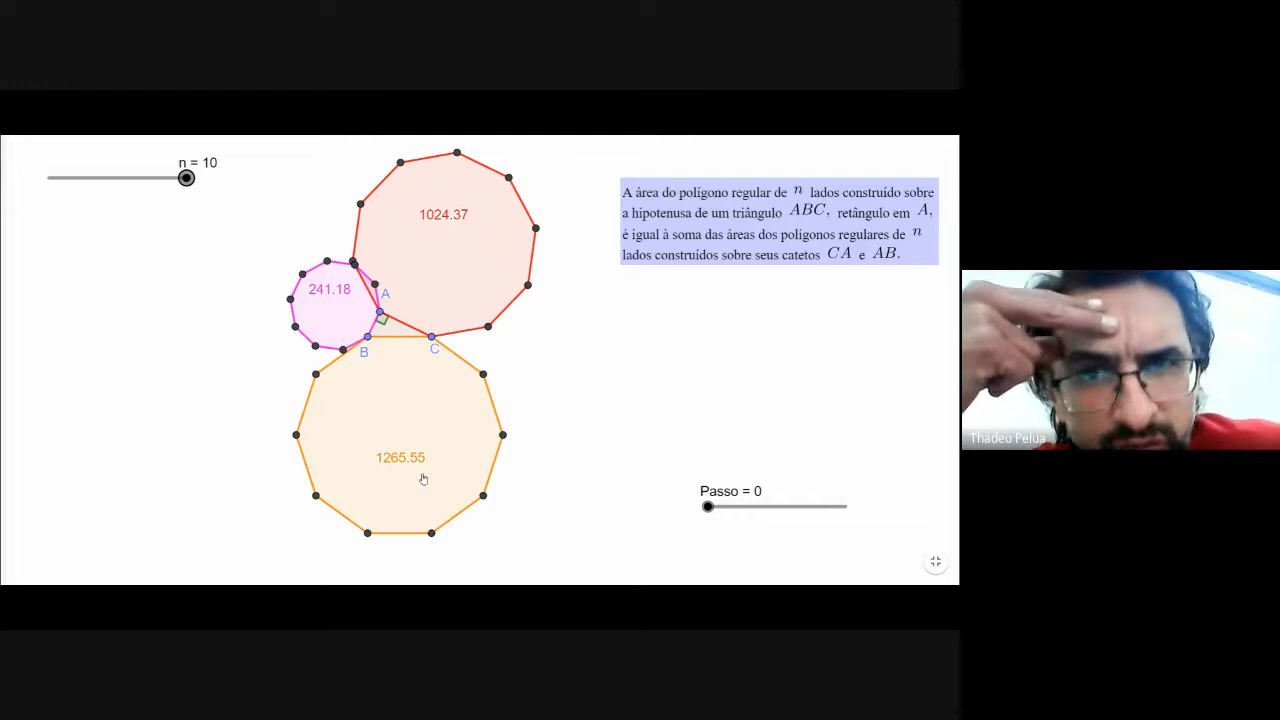 n = 10
1024.37
241.18
A
B
C
1265.55
A área do polígono regular de n lados construído sobre
a hipotenusa de um triângulo ABC, retângulo em A,
é igual à soma das áreas dos polígonos regulares de n
lados construídos sobre seus catetos CA e AB.
Thadeo Pelua
Passo = 0